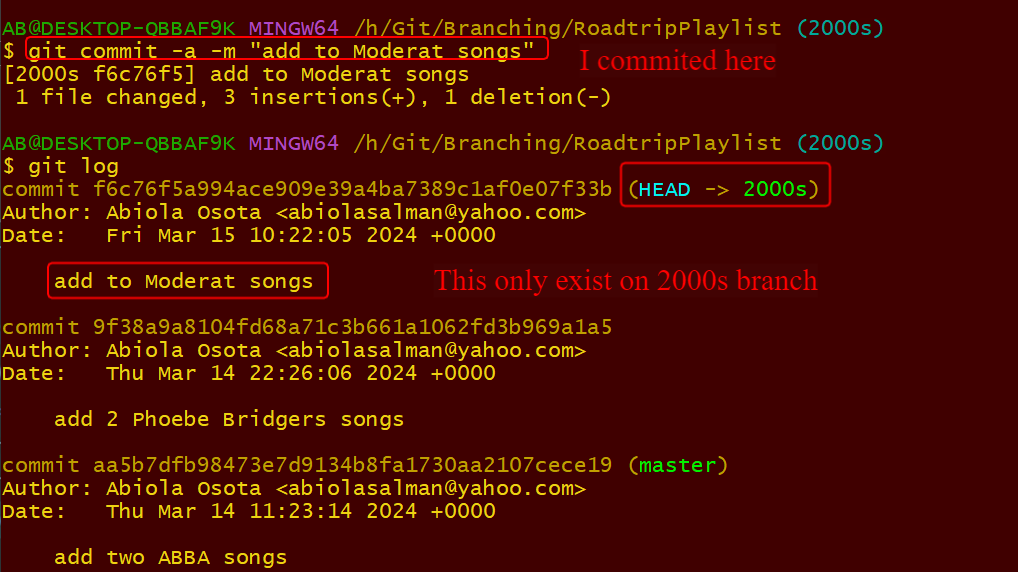 AB@DESKTOP-QBBAF9K MINGW64 /h/Git/Branching/RoadtripPlaylist (2000s)
$ git commit -a -m "add to Moderat songs"
I commited here
[2000s f6c76f5] add to Moderat songs
1 file changed, 3 insertions(+), 1 deletion(-)
AB@DESKTOP-QBBAF9K MINGW64 /h/Git/Branching/RoadtripPlaylist (2000s)
$ git log
commit f6c76f5a994ace909e39a4ba7389c1af0e07f33b (HEAD -> 2000s)
Author: Abiola Osota <abiolasalman@yahoo.com>
Date:   Fri Mar 15 10:22:05 2024 +0000
add to Moderat songs
This only exist on 2000s branch
commit 9f38a9a8104fd68a71c3b661a1062fd3b969a1a5
Author: Abiola Osota <abiolasalman@yahoo.com>
Date:   Thu Mar 14 22:26:06 2024 +0000
add 2 Phoebe Bridgers songs
commit aa5b7dfb98473e7d9134b8fa1730aa2107cece19 (master)
Author: Abiola Osota <abiolasalman@yahoo.com>
Date:   Thu Mar 14 11:23:14 2024 +0000
add two ABBA songs